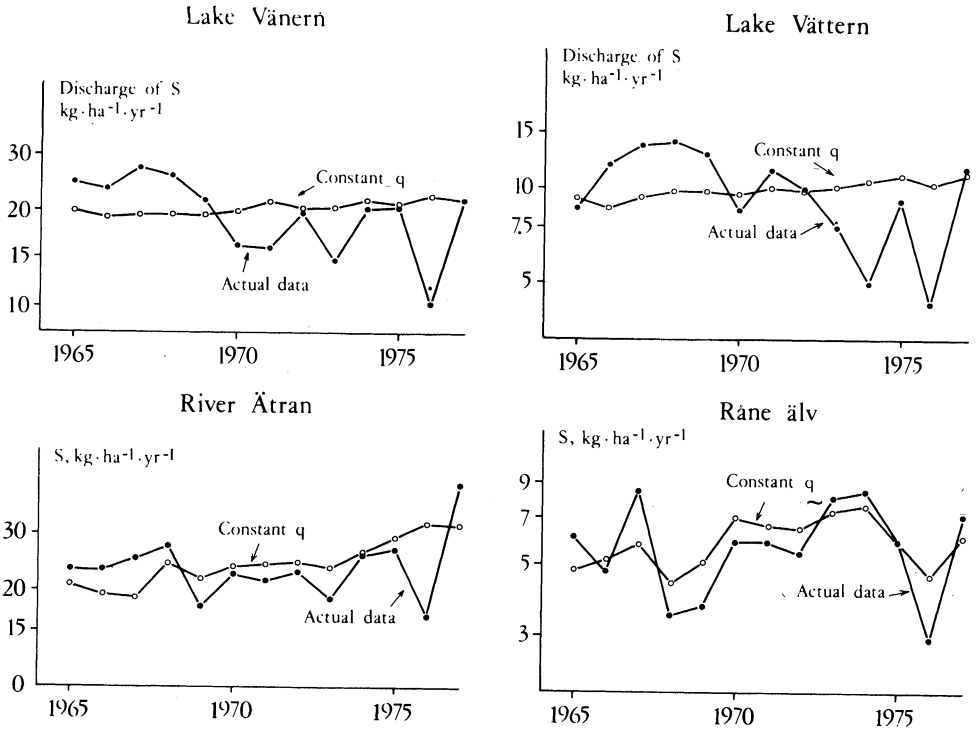 Lake Vänern
Discharge of S
kg·ha⁻¹·yr⁻¹
30
20
15
10
Constant q
Actual data
1965 1970 1975
Lake Vättern
Discharge of S
kg·ha⁻¹·yr⁻¹
15
10
7.5
5
Constant q
Actual data
1965 1970 1975
River Ätran
S, kg·ha⁻¹·yr⁻¹
30
20
15
0
Constant q
Actual data
1965 1970 1975
Råne älv
S, kg·ha⁻¹·yr⁻¹
9
7
5
3
Constant q
~
Actual data
1965 1970 1975